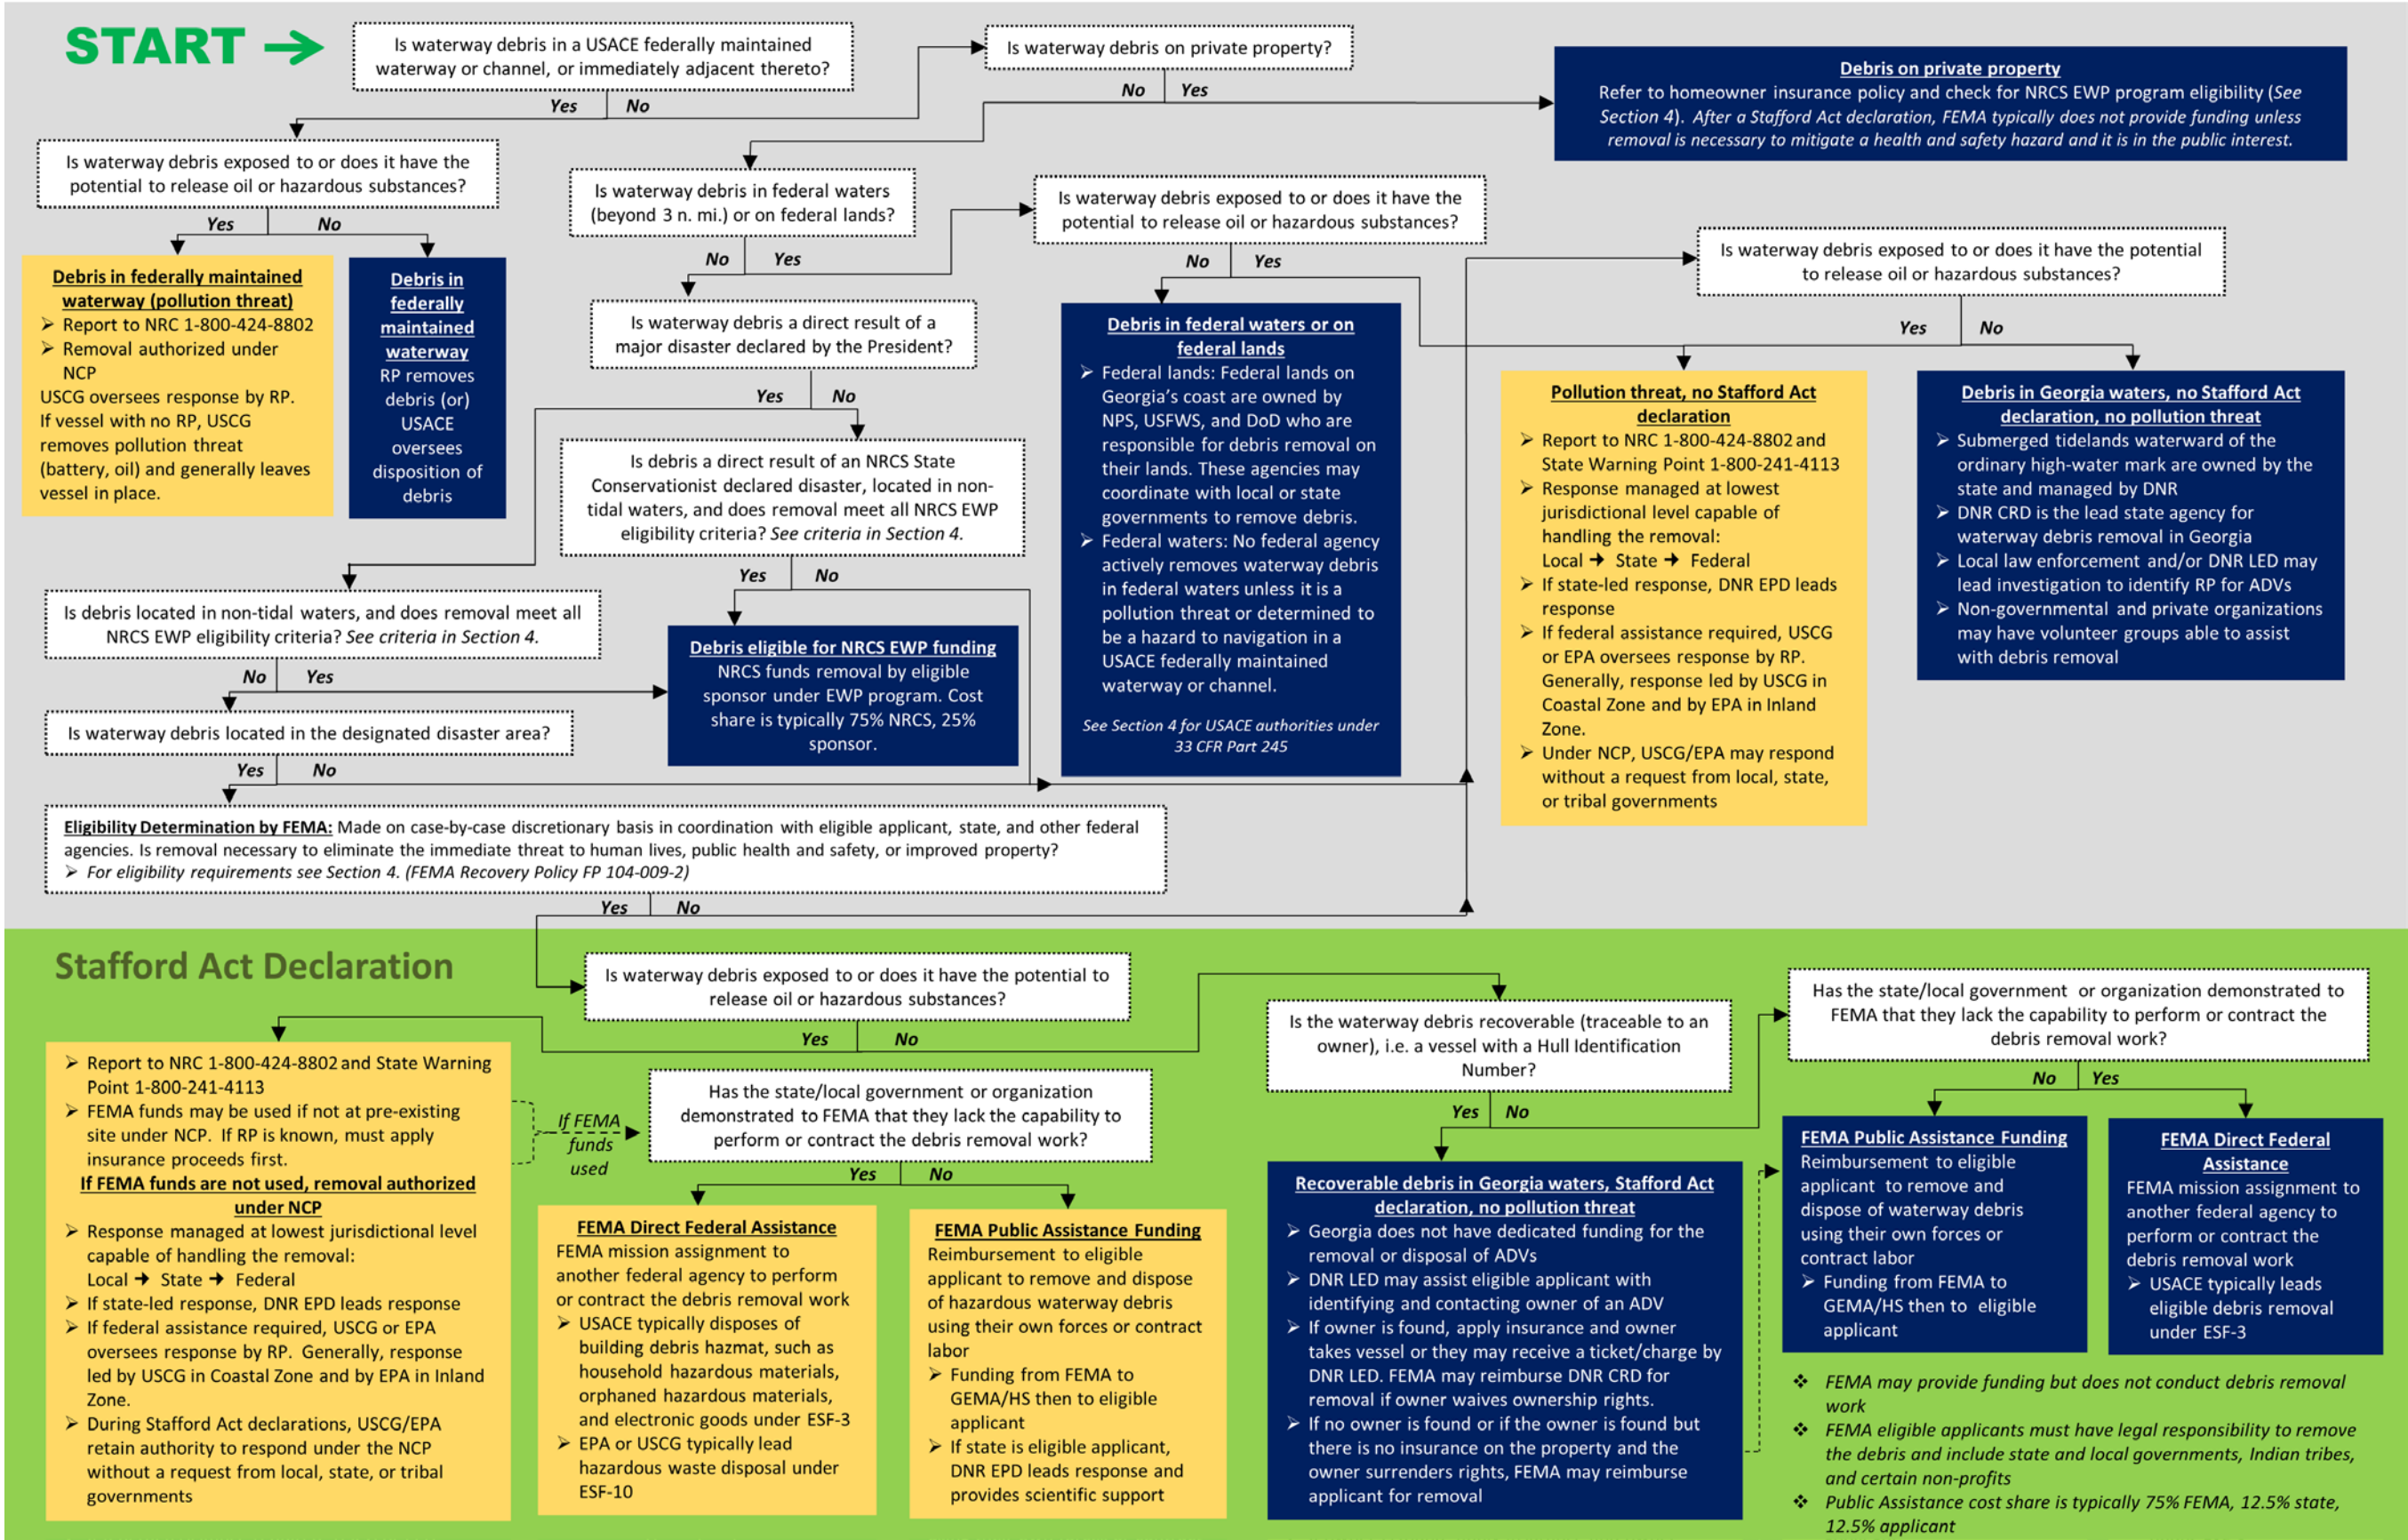 START
Is waterway debris in a USACE federally maintained
waterway or channel, or immediately adjacent thereto?
Yes
No
Is waterway debris on private property?
No
Yes
Debris on private property
Refer to homeowner insurance policy and check for NRCS EWP program eligibility (See
Section 4). After a Stafford Act declaration, FEMA typically does not provide funding unless
removal is necessary to mitigate a health and safety hazard and it is in the public interest.
Is waterway debris exposed to or does it have the
potential to release oil or hazardous substances?
Yes
No
Debris in federally maintained
waterway (pollution threat)
➢ Report to NRC 1-800-424-8802
➢ Removal authorized under
NCP
USCG oversees response by RP.
If vessel with no RP, USCG
removes pollution threat
(battery, oil) and generally leaves
vessel in place.
Debris in
federally
maintained
waterway
RP removes
debris (or)
USACE
oversees
disposition of
debris
Is waterway debris in federal waters
(beyond 3 n. mi.) or on federal lands?
No
Yes
Is waterway debris exposed to or does it have the
potential to release oil or hazardous substances?
No
Yes
Is waterway debris exposed to or does it have the potential
to release oil or hazardous substances?
Yes
No
Is waterway debris a direct result of a
major disaster declared by the President?
Yes
No
Debris in federal waters or on
federal lands
➢ Federal lands: Federal lands on
Georgia's coast are owned by
NPS, USFWS, and DoD who are
responsible for debris removal on
their lands. These agencies may
coordinate with local or state
governments to remove debris.
➢ Federal waters: No federal agency
actively removes waterway debris
in federal waters unless it is a
pollution threat or determined to
be a hazard to navigation in a
USACE federally maintained
waterway or channel.
See Section 4 for USACE authorities under
33 CFR Part 245
Pollution threat, no Stafford Act
declaration
➢ Report to NRC 1-800-424-8802 and
State Warning Point 1-800-241-4113
➢ Response managed at lowest
jurisdictional level capable of
handling the removal:
Local → State → Federal
➢ If state-led response, DNR EPD leads
response
➢ If federal assistance required, USCG
or EPA oversees response by RP.
Generally, response led by USCG in
Coastal Zone and by EPA in Inland
Zone.
➢ Under NCP, USCG/EPA may respond
without a request from local, state,
or tribal governments
Debris in Georgia waters, no Stafford Act
declaration, no pollution threat
➢ Submerged tidelands waterward of the
ordinary high-water mark are owned by the
state and managed by DNR
➢ DNR CRD is the lead state agency for
waterway debris removal in Georgia
➢ Local law enforcement and/or DNR LED may
lead investigation to identify RP for ADVs
➢ Non-governmental and private organizations
may have volunteer groups able to assist
with debris removal
Is debris a direct result of an NRCS State
Conservationist declared disaster, located in non-
tidal waters, and does removal meet all NRCS EWP
eligibility criteria? See criteria in Section 4.
Yes
No
Is debris located in non-tidal waters, and does removal meet all
NRCS EWP eligibility criteria? See criteria in Section 4.
No
Yes
Debris eligible for NRCS EWP funding
NRCS funds removal by eligible
sponsor under EWP program. Cost
share is typically 75% NRCS, 25%
sponsor.
Is waterway debris located in the designated disaster area?
Yes
No
Eligibility Determination by FEMA: Made on case-by-case discretionary basis in coordination with eligible applicant, state, and other federal
agencies. Is removal necessary to eliminate the immediate threat to human lives, public health and safety, or improved property?
➢ For eligibility requirements see Section 4. (FEMA Recovery Policy FP 104-009-2)
Yes
No
Stafford Act Declaration
Is waterway debris exposed to or does it have the potential to
release oil or hazardous substances?
Yes
No
➢ Report to NRC 1-800-424-8802 and State Warning
Point 1-800-241-4113
➢ FEMA funds may be used if not at pre-existing
site under NCP. If RP is known, must apply
insurance proceeds first.
If FEMA funds are not used, removal authorized
under NCP
➢ Response managed at lowest jurisdictional level
capable of handling the removal:
Local → State → Federal
➢ If state-led response, DNR EPD leads response
➢ If federal assistance required, USCG or EPA
oversees response by RP. Generally, response
led by USCG in Coastal Zone and by EPA in Inland
Zone.
➢ During Stafford Act declarations, USCG/EPA
retain authority to respond under the NCP
without a request from local, state, or tribal
governments
If FEMA
funds
used
Has the state/local government or organization
demonstrated to FEMA that they lack the capability to
perform or contract the debris removal work?
Yes
No
FEMA Direct Federal Assistance
FEMA mission assignment to
another federal agency to perform
or contract the debris removal work
➢ USACE typically disposes of
building debris hazmat, such as
household hazardous materials,
orphaned hazardous materials,
and electronic goods under ESF-3
➢ EPA or USCG typically lead
hazardous waste disposal under
ESF-10
FEMA Public Assistance Funding
Reimbursement to eligible
applicant to remove and dispose
of hazardous waterway debris
using their own forces or contract
labor
➢ Funding from FEMA to
GEMA/HS then to eligible
applicant
➢ If state is eligible applicant,
DNR EPD leads response and
provides scientific support
Is the waterway debris recoverable (traceable to an
owner), i.e. a vessel with a Hull Identification
Number?
Yes
No
Recoverable debris in Georgia waters, Stafford Act
declaration, no pollution threat
➢ Georgia does not have dedicated funding for the
removal or disposal of ADVs
➢ DNR LED may assist eligible applicant with
identifying and contacting owner of an ADV
➢ If owner is found, apply insurance and owner
takes vessel or they may receive a ticket/charge by
DNR LED. FEMA may reimburse DNR CRD for
removal if owner waives ownership rights.
➢ If no owner is found or if the owner is found but
there is no insurance on the property and the
owner surrenders rights, FEMA may reimburse
applicant for removal
Has the state/local government or organization demonstrated to
FEMA that they lack the capability to perform or contract the
debris removal work?
No
Yes
FEMA Public Assistance Funding
Reimbursement to eligible
applicant to remove and
dispose of waterway debris
using their own forces or
contract labor
➢ Funding from FEMA to
GEMA/HS then to eligible
applicant
FEMA Direct Federal
Assistance
FEMA mission assignment to
another federal agency to
perform or contract the
debris removal work
➢ USACE typically leads
eligible debris removal
under ESF-3
❖ FEMA may provide funding but does not conduct debris removal
work
❖ FEMA eligible applicants must have legal responsibility to remove
the debris and include state and local governments, Indian tribes,
and certain non-profits
❖ Public Assistance cost share is typically 75% FEMA, 12.5% state,
12.5% applicant